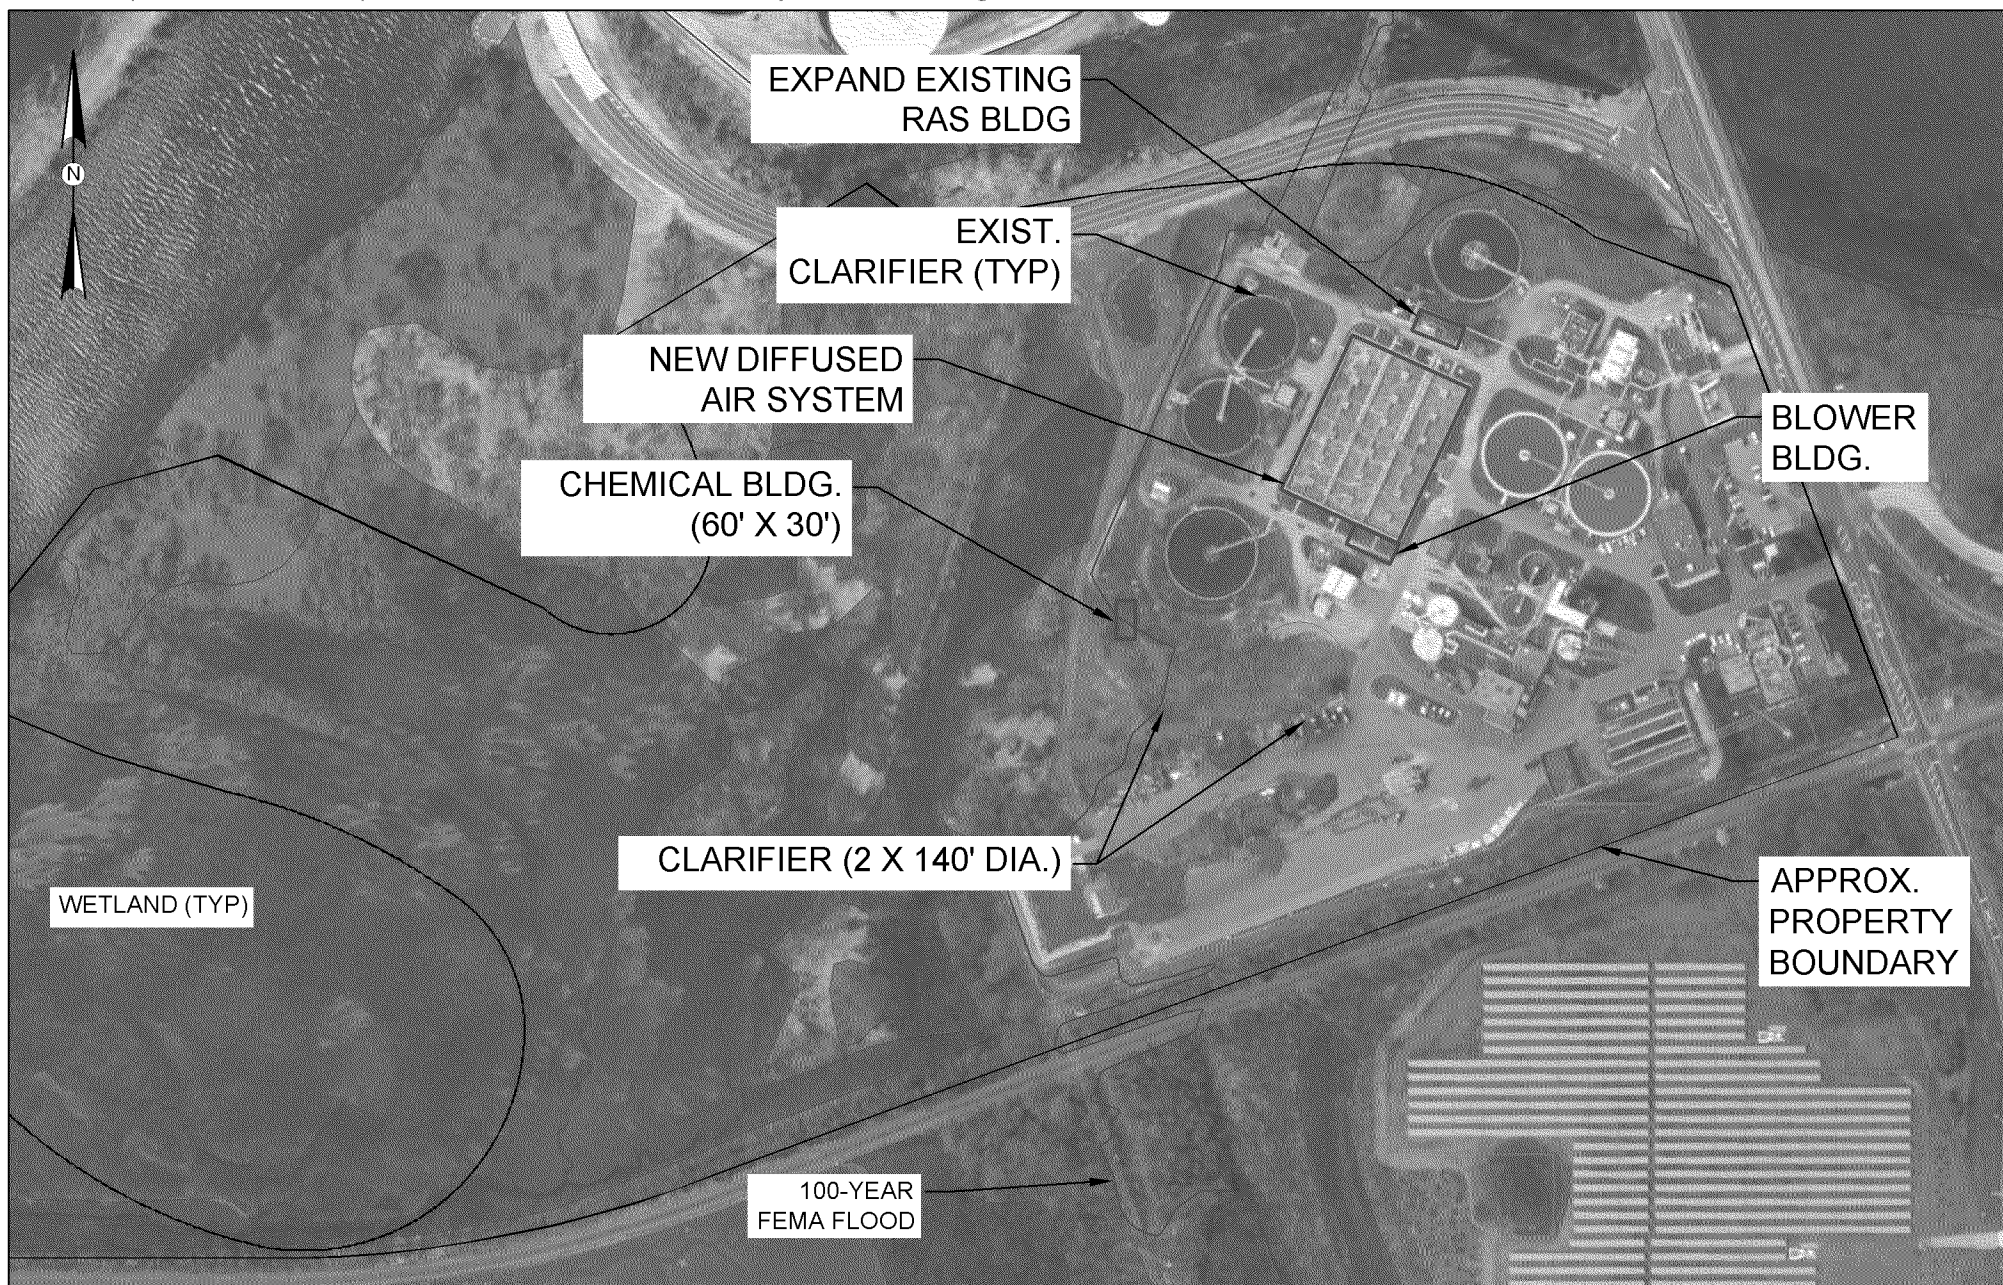 EXPAND EXISTING
RAS BLDG
EXIST.
CLARIFIER (TYP)
NEW DIFFUSED
AIR SYSTEM
BLOWER
BLDG.
CHEMICAL BLDG.
(60' X 30')
N
CLARIFIER (2 X 140' DIA.)
APPROX.
PROPERTY
BOUNDARY
WETLAND (TYP)
100-YEAR
FEMA FLOOD